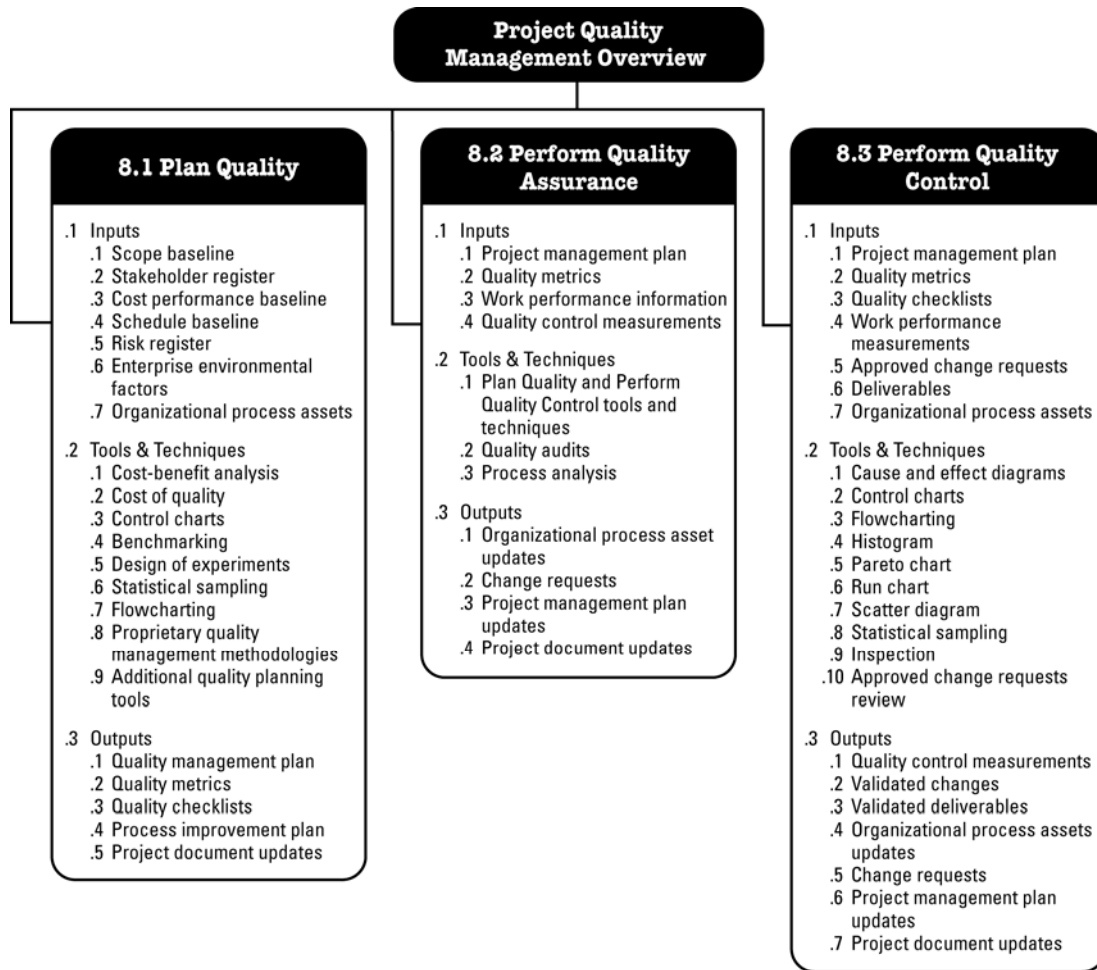 Project Quality
Management Overview
8.1 Plan Quality
.1 Inputs
.1 Scope baseline
.2 Stakeholder register
.3 Cost performance baseline
.4 Schedule baseline
.5 Risk register
.6 Enterprise environmental
factors
.7 Organizational process assets
.2 Tools & Techniques
.1 Cost-benefit analysis
.2 Cost of quality
.3 Control charts
.4 Benchmarking
.5 Design of experiments
.6 Statistical sampling
.7 Flowcharting
.8 Proprietary quality
management methodologies
.9 Additional quality planning
tools
.3 Outputs
.1 Quality management plan
.2 Quality metrics
.3 Quality checklists
.4 Process improvement plan
.5 Project document updates
8.2 Perform Quality
Assurance
.1 Inputs
.1 Project management plan
.2 Quality metrics
.3 Work performance information
.4 Quality control measurements
.2 Tools & Techniques
.1 Plan Quality and Perform
Quality Control tools and
techniques
.2 Quality audits
.3 Process analysis
.3 Outputs
.1 Organizational process asset
updates
.2 Change requests
.3 Project management plan
updates
.4 Project document updates
8.3 Perform Quality
Control
.1 Inputs
.1 Project management plan
.2 Quality metrics
.3 Quality checklists
.4 Work performance
measurements
.5 Approved change requests
.6 Deliverables
.7 Organizational process assets
.2 Tools & Techniques
.1 Cause and effect diagrams
.2 Control charts
.3 Flowcharting
.4 Histogram
.5 Pareto chart
.6 Run chart
.7 Scatter diagram
.8 Statistical sampling
.9 Inspection
.10 Approved change requests
review
.3 Outputs
.1 Quality control measurements
.2 Validated changes
.3 Validated deliverables
.4 Organizational process assets
updates
.5 Change requests
.6 Project management plan
updates
.7 Project document updates